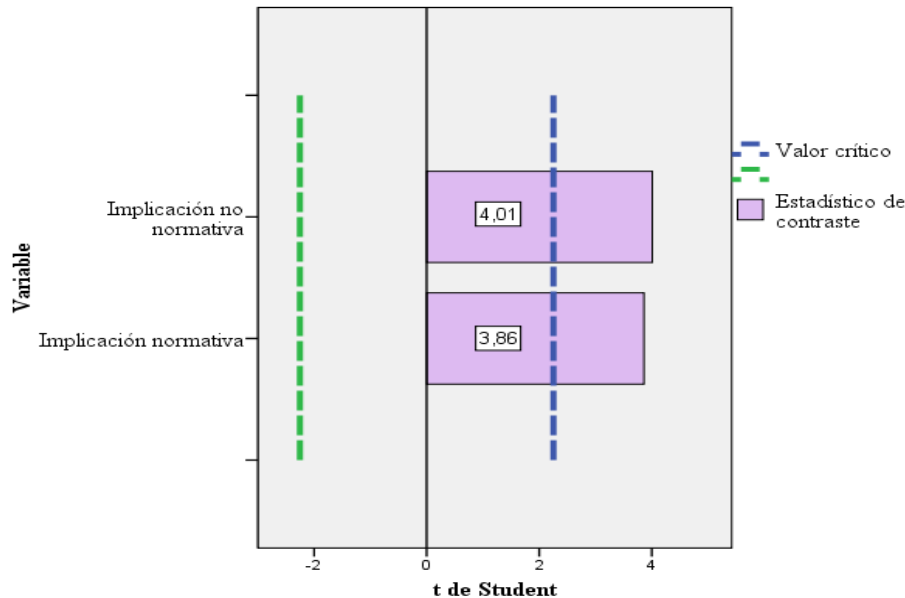 Variable
Implicación no
normativa
4,01
Implicación normativa
3,86
-2
0
2
4
t de Student
Valor crítico
Estadístico de
contraste